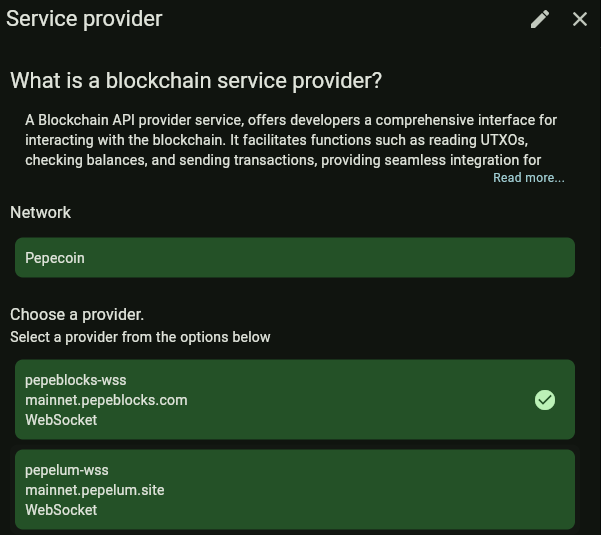 Service provider
What is a blockchain service provider?
A Blockchain API provider service, offers developers a comprehensive interface for
interacting with the blockchain. It facilitates functions such as reading UTXOs,
checking balances, and sending transactions, providing seamless integration for
Read more...
Network
Pepecoin
Choose a provider.
Select a provider from the options below
pepeblocks-wss
mainnet.pepeblocks.com
WebSocket
pepelum-wss
mainnet.pepelum.site
WebSocket